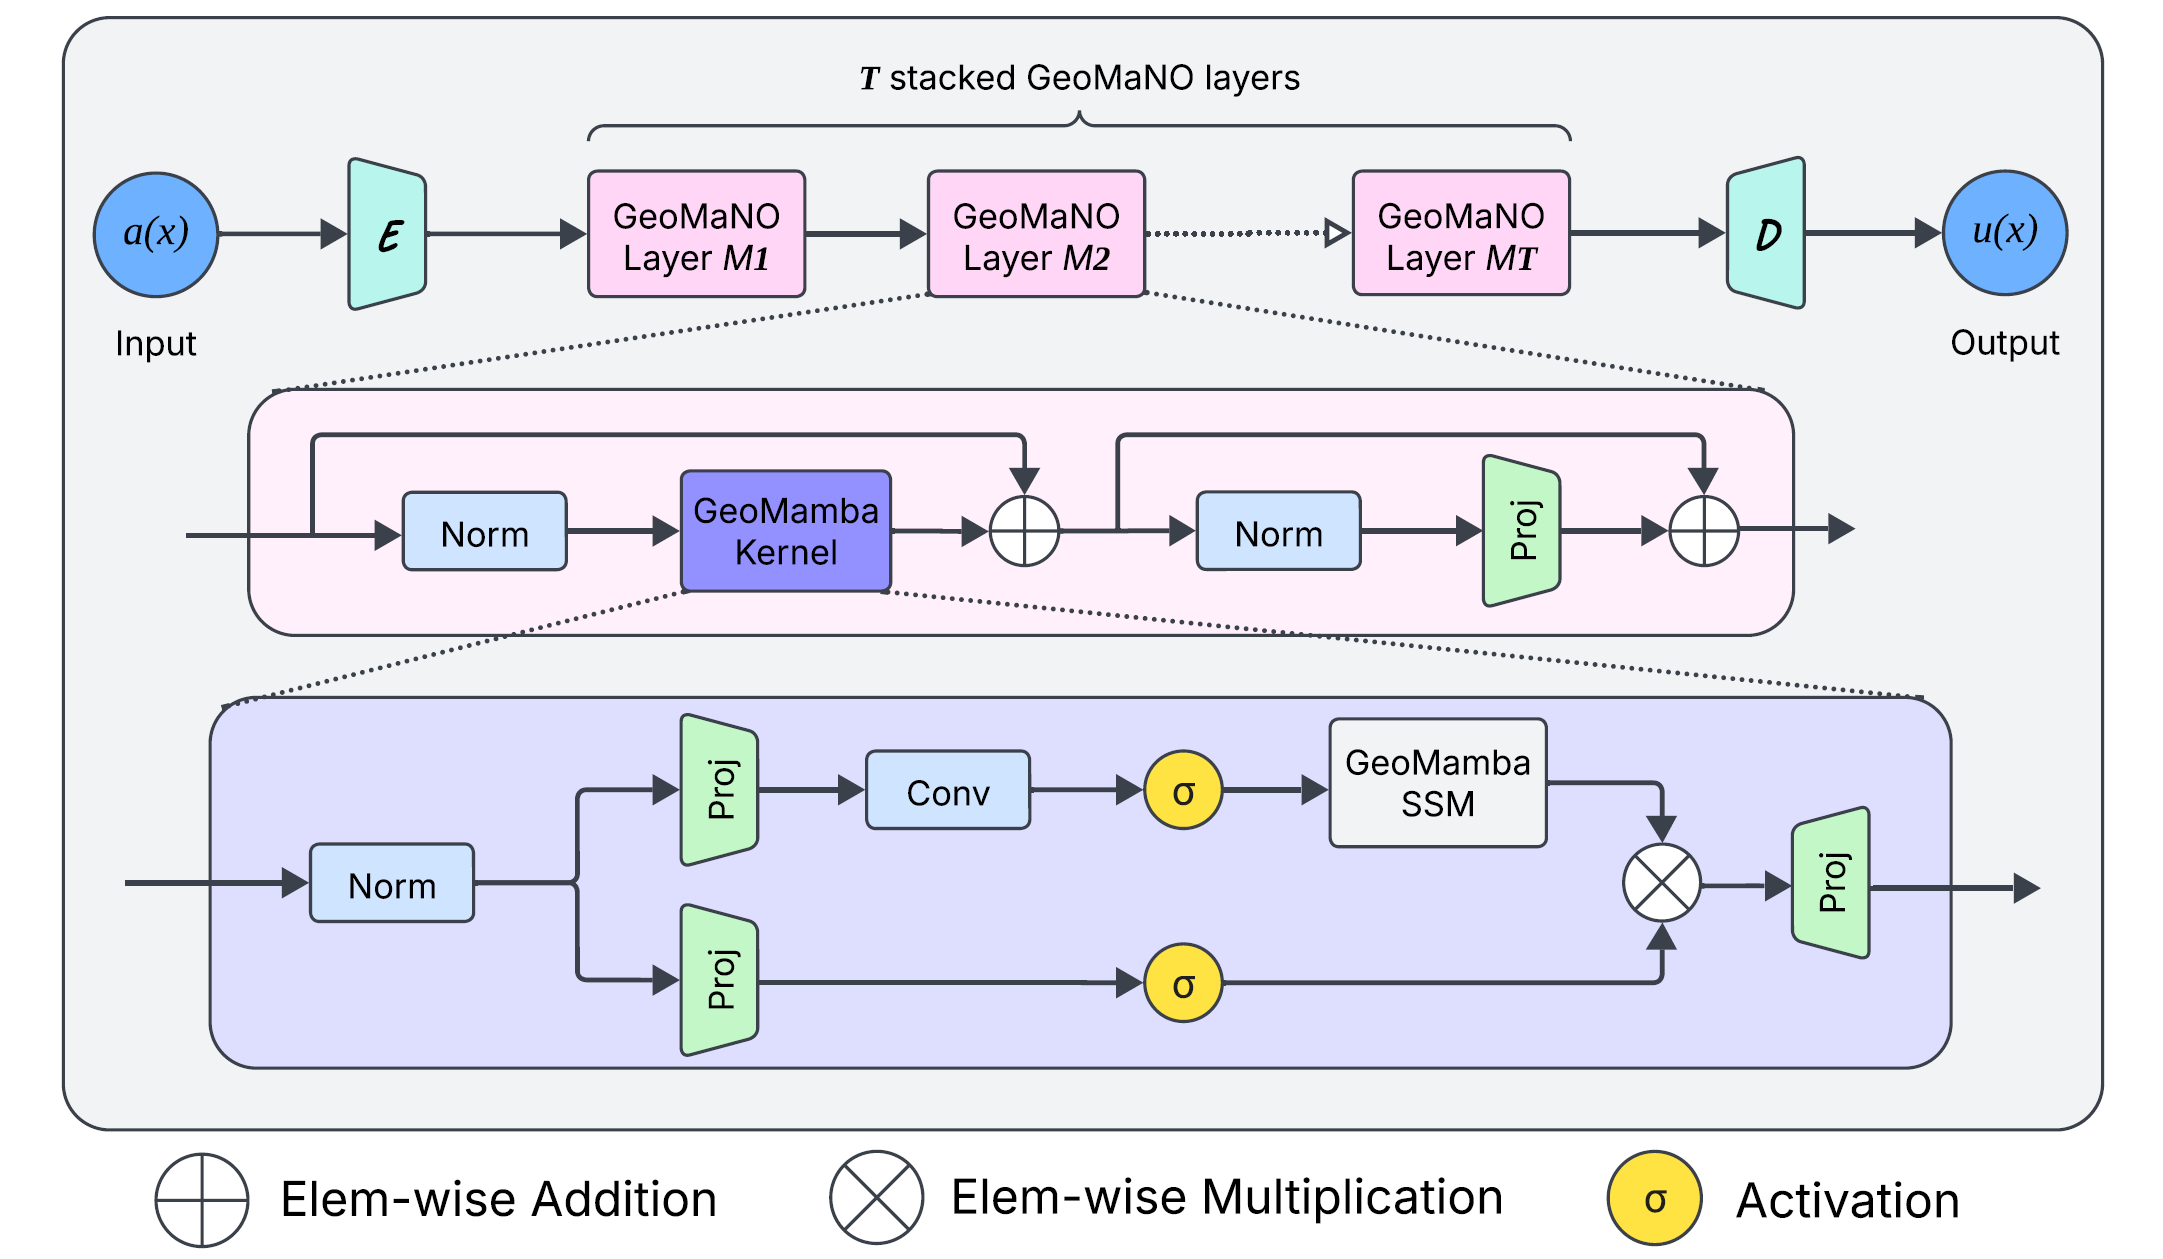 T stacked GeoMaNO layers
a(x)
E
GeoMaNO
Layer M1
GeoMaNO
Layer M2
GeoMaNO
Layer MT
D
u(x)
Input
Output
Norm
GeoMamba
Kernel
Norm
Proj
Proj
Conv
σ
GeoMamba
SSM
Norm
Proj
Proj
σ
Elem-wise Addition
Elem-wise Multiplication
σ
Activation